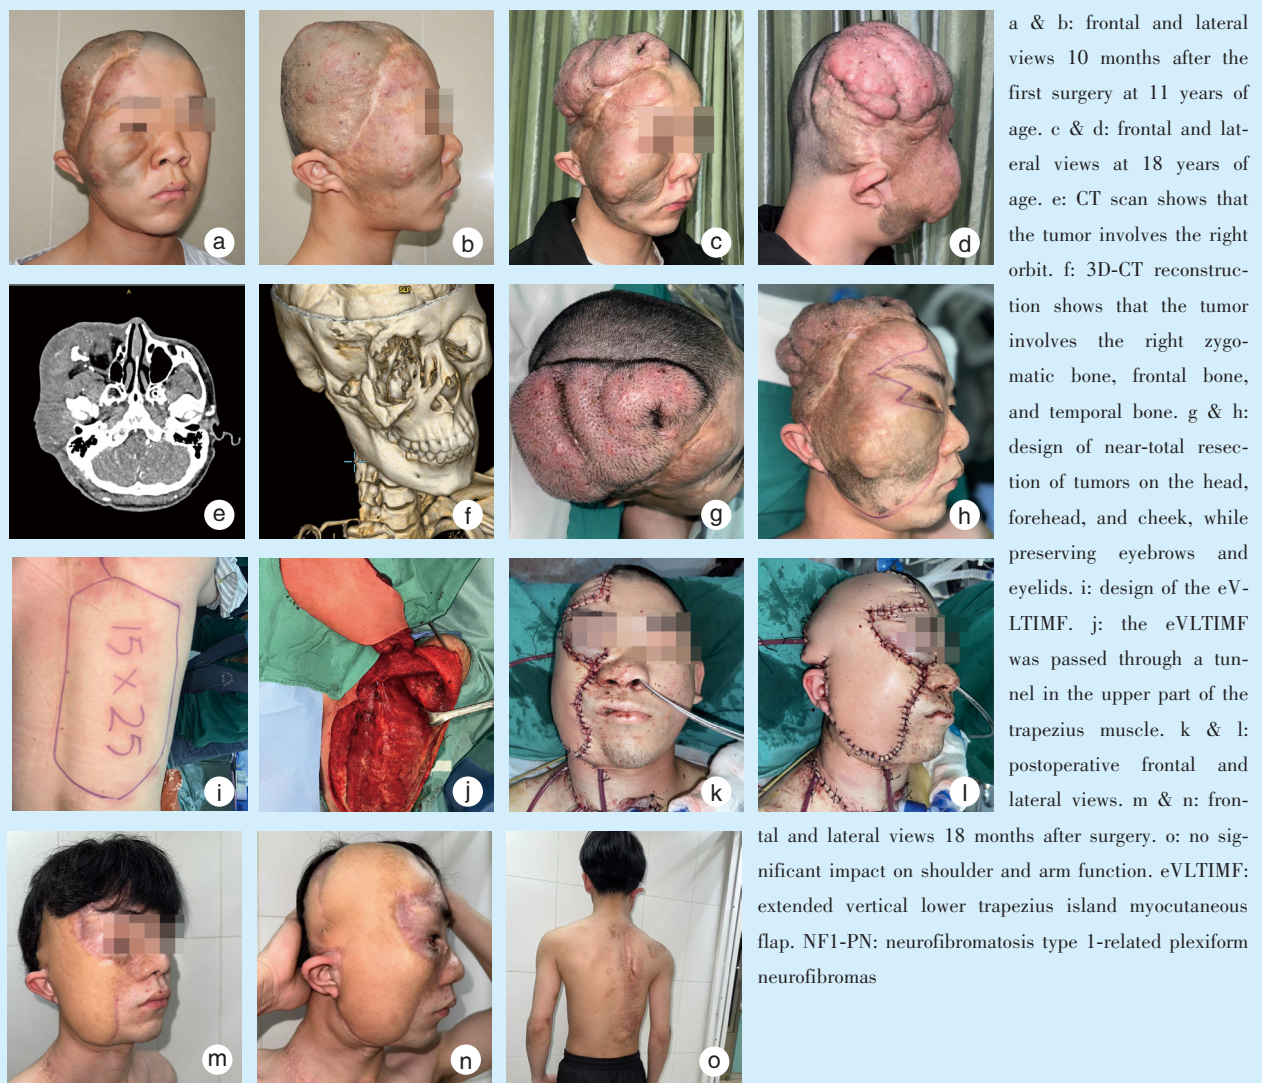 a
b
c
d
A
e
f
g
h
15 × 25
i
j
k
l
m
n
o
a & b: frontal and lateral
views 10 months after the
first surgery at 11 years of
age. c & d: frontal and lat-
eral views at 18 years of
age. e: CT scan shows that
the tumor involves the right
orbit. f: 3D-CT reconstruc-
tion shows that the tumor
involves the right zygo-
matic bone, frontal bone,
and temporal bone. g & h:
design of near-total resec-
tion of tumors on the head,
forehead, and cheek, while
preserving eyebrows and
eyelids. i: design of the eV-
LTIMF. j: the eVLTIMF
was passed through a tun-
nel in the upper part of the
trapezius muscle. k & l:
postoperative frontal and
lateral views. m & n: fron-
tal and lateral views 18 months after surgery. o: no sig-
nificant impact on shoulder and arm function. eVLTIMF:
extended vertical lower trapezius island myocutaneous
flap. NF1-PN: neurofibromatosis type 1-related plexiform
neurofibromas